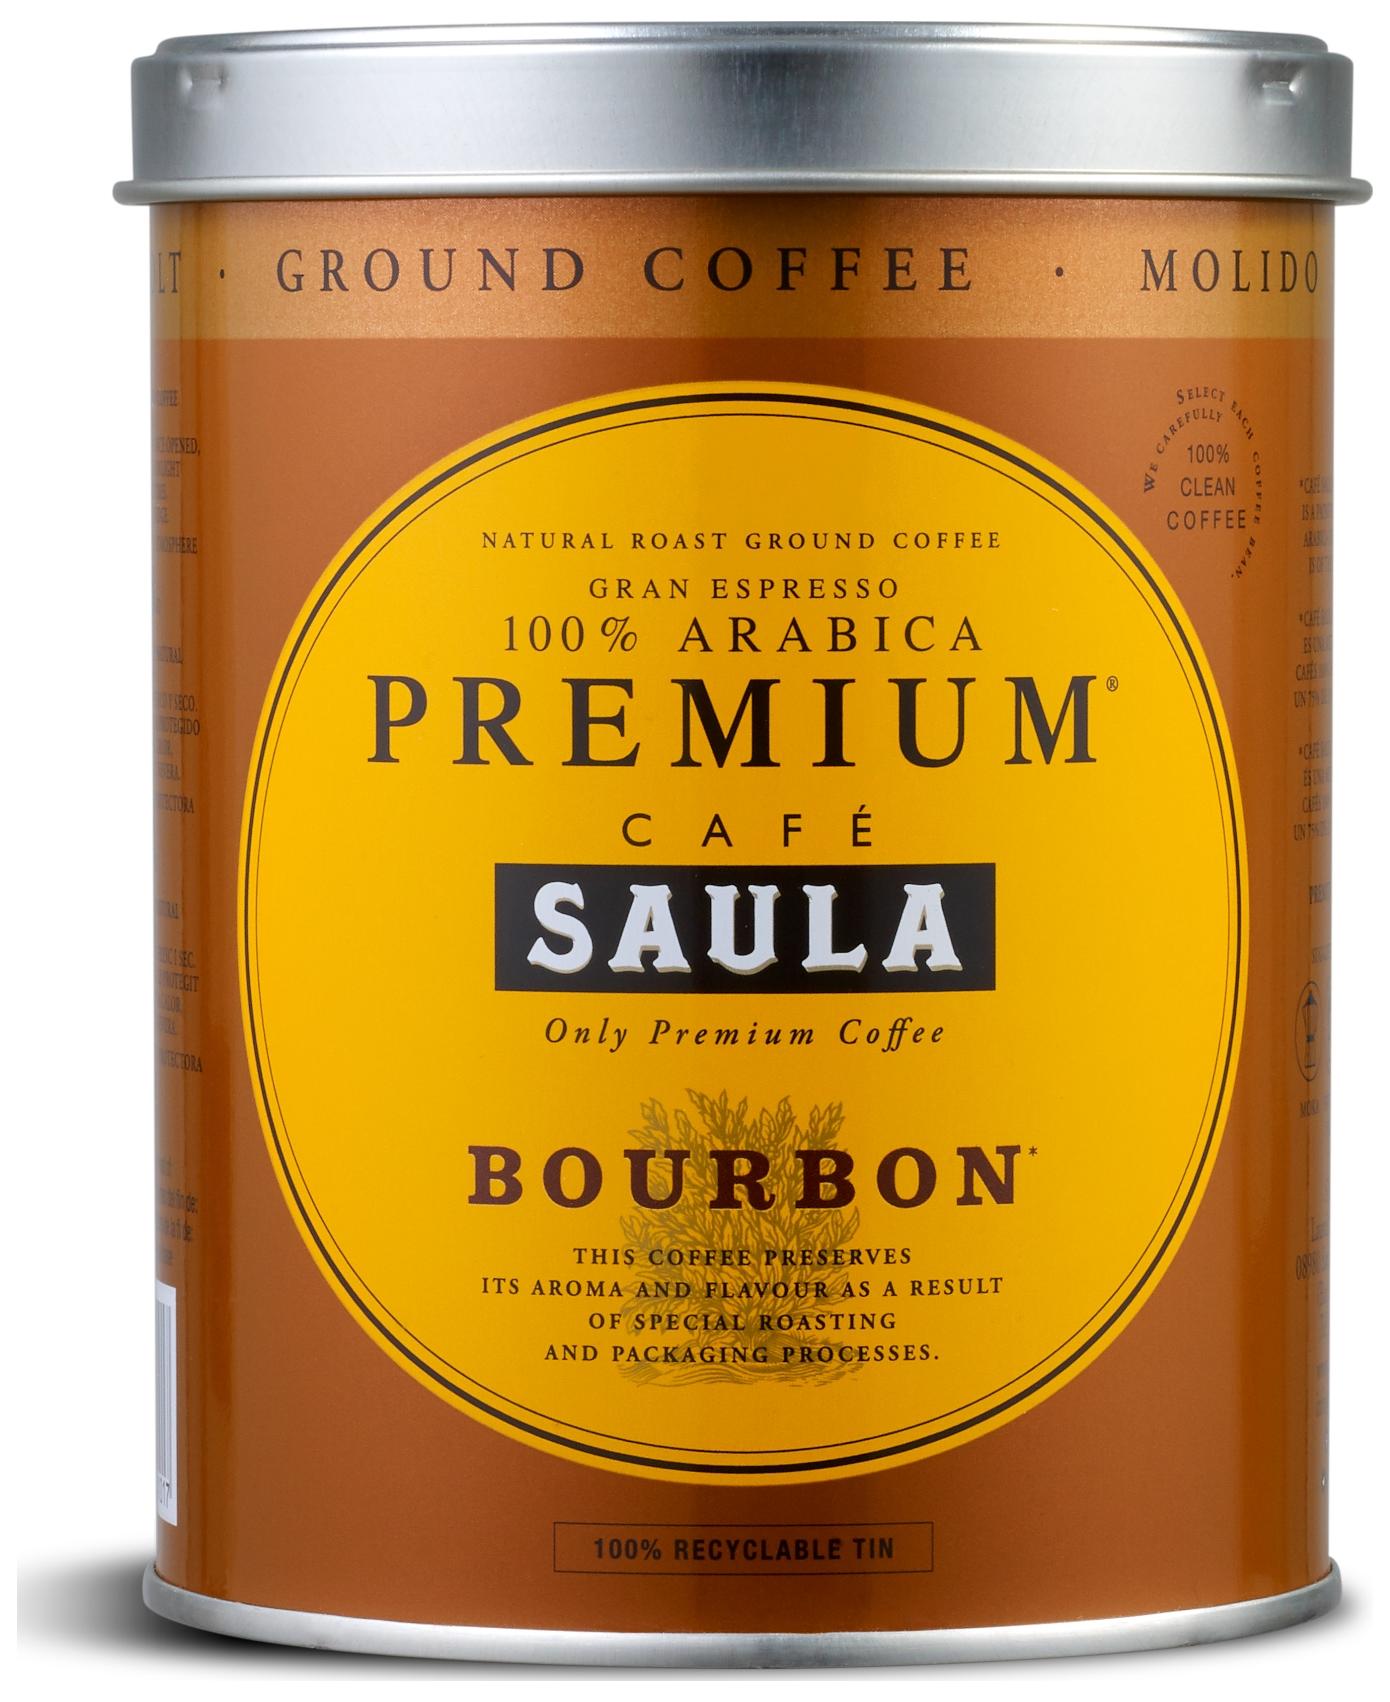 LT · GROUND COFFEE · MOLIDO
WE CAREFULLY SELECT EACH COFFEE BEAN.
100%
CLEAN
COFFEE
NATURAL ROAST GROUND COFFEE
GRAN ESPRESSO
100% ARABICA
PREMIUM®
CAFÉ
SAULA
Only Premium Coffee
BOURBON*
THIS COFFEE PRESERVES
ITS AROMA AND FLAVOUR AS A RESULT
OF SPECIAL ROASTING
AND PACKAGING PROCESSES.
100% RECYCLABLE TIN